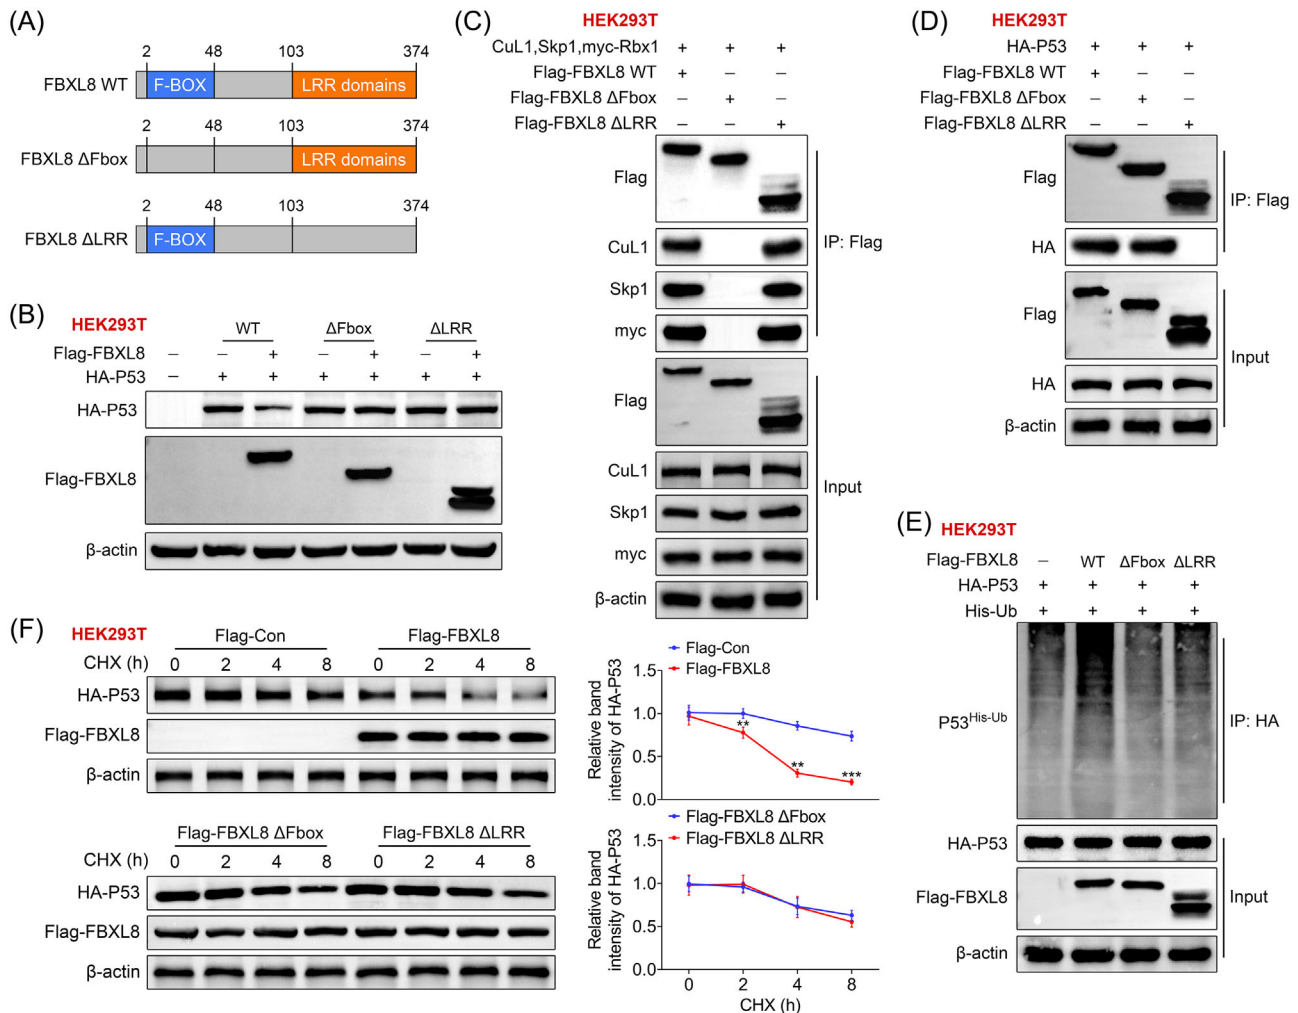 (A)
2 48 103 374
FBXL8 WT F-BOX LRR domains
2 48 103 374
FBXL8 ΔFbox LRR domains
2 48 103 374
FBXL8 ΔLRR F-BOX
(B)
HEK293T WT ΔFbox ΔLRR
Flag-FBXL8 – – + – + – +
HA-P53 – + + + + + +
HA-P53
Flag-FBXL8
β-actin
(C)
HEK293T
CuL1,Skp1,myc-Rbx1 + + +
Flag-FBXL8 WT + – –
Flag-FBXL8 ΔFbox – + –
Flag-FBXL8 ΔLRR – – +
Flag
CuL1
Skp1
myc
IP: Flag
Flag
CuL1
Skp1
myc
β-actin
Input
(D)
HEK293T
HA-P53 + + +
Flag-FBXL8 WT + – –
Flag-FBXL8 ΔFbox – + –
Flag-FBXL8 ΔLRR – – +
Flag
HA
IP: Flag
Flag
HA
β-actin
Input
(E)
HEK293T
Flag-FBXL8 – WT ΔFbox ΔLRR
HA-P53 + + + +
His-Ub + + + +
P53His-Ub
IP: HA
HA-P53
Flag-FBXL8
β-actin
Input
(F)
HEK293T Flag-Con Flag-FBXL8
CHX (h) 0 2 4 8 0 2 4 8
HA-P53
Flag-FBXL8
β-actin
Flag-FBXL8 ΔFbox Flag-FBXL8 ΔLRR
CHX (h) 0 2 4 8 0 2 4 8
HA-P53
Flag-FBXL8
β-actin
Flag-Con
Flag-FBXL8
Relative band
intensity of HA-P53
1.5
1.0
0.5
0.0
** ** ***
Flag-FBXL8 ΔFbox
Flag-FBXL8 ΔLRR
Relative band
intensity of HA-P53
1.5
1.0
0.5
0.0
0 2 4 8
CHX (h)